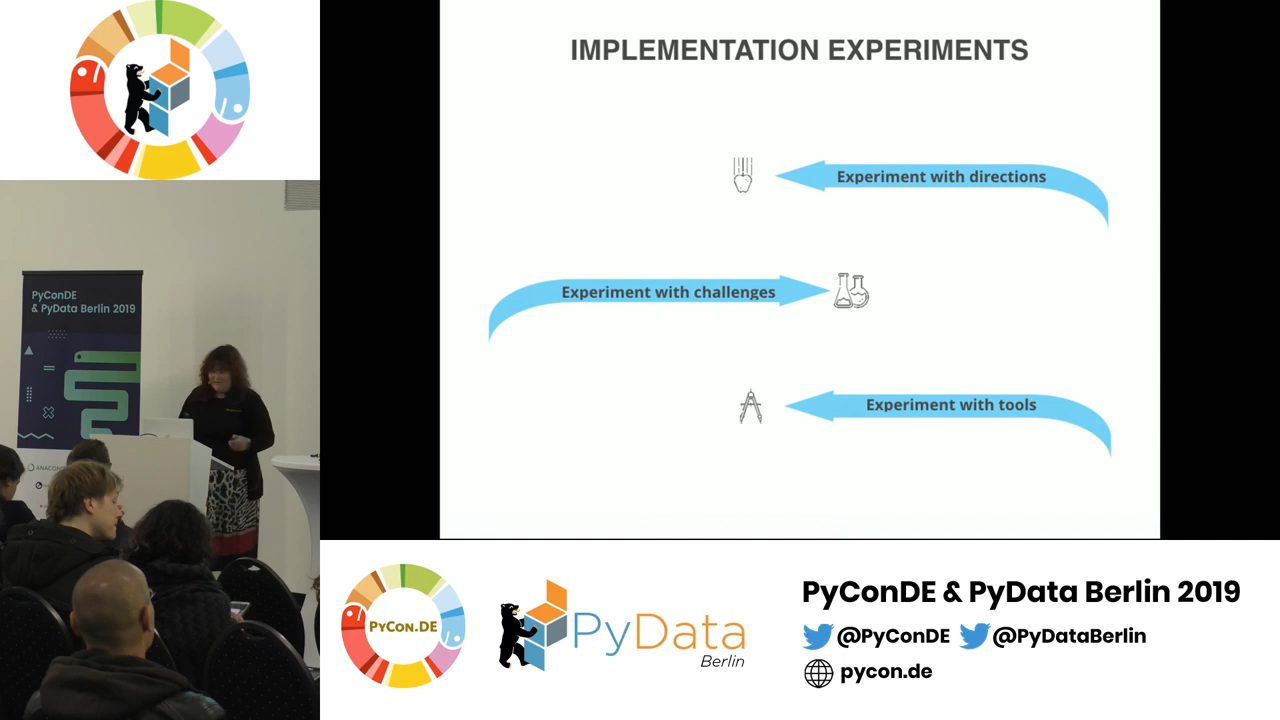 IMPLEMENTATION EXPERIMENTS
Experiment with directions
Experiment with challenges
Experiment with tools
PyConDE
& PyData Berlin 2019
PYCON.DE
PyData
Berlin
PyConDE & PyData Berlin 2019
@PyConDE @PyDataBerlin
pycon.de